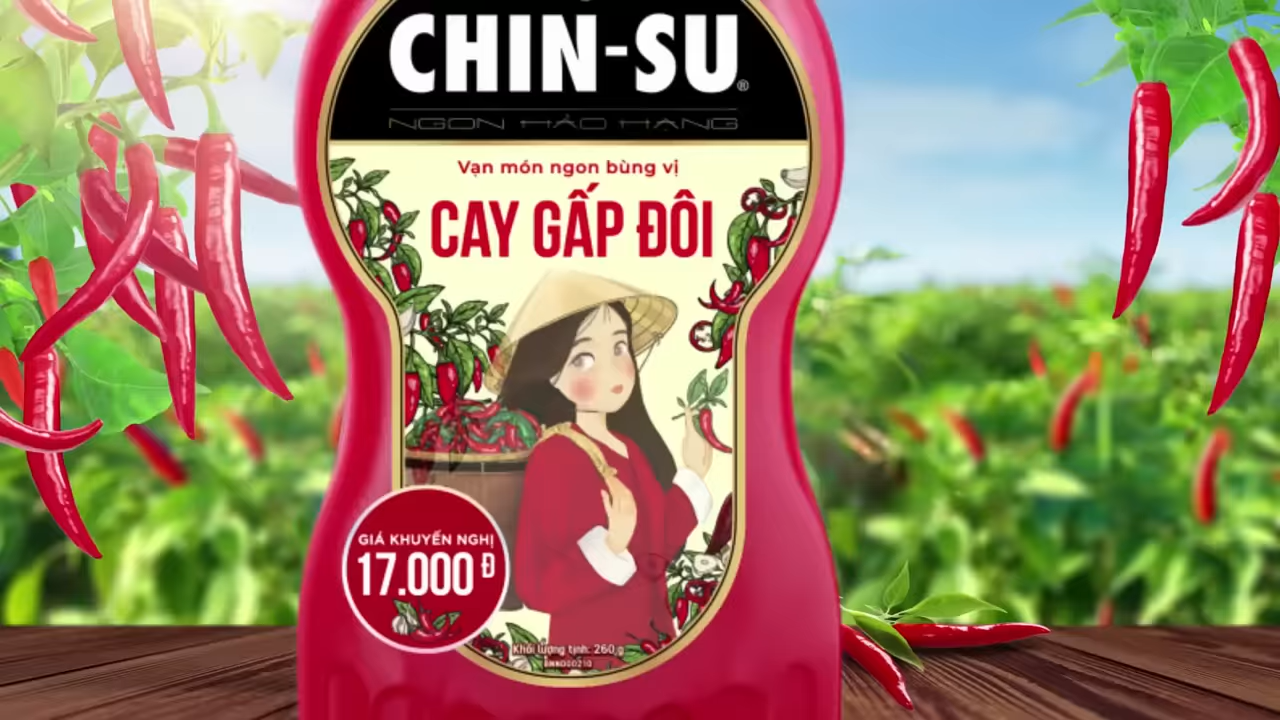 CHIN-SU®
NGON HẢO HẠNG
Vạn món ngon bùng vị
CAY GẤP ĐÔI
GIÁ KHUYẾN NGHỊ
17.000 Đ
Khối lượng tịnh: 260 g